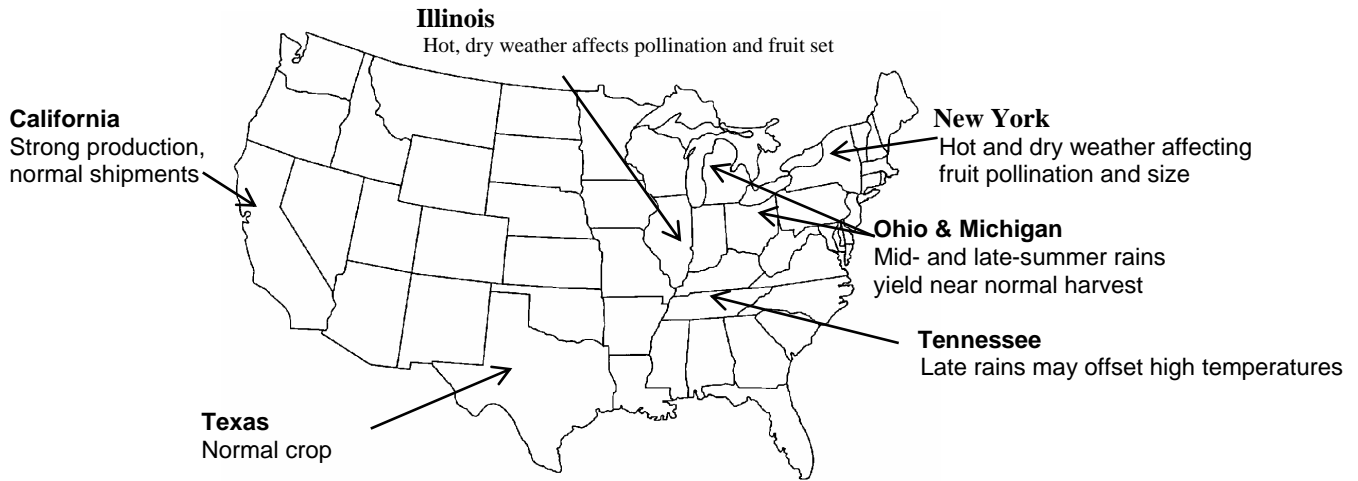 Illinois
Hot, dry weather affects pollination and fruit set
California
Strong production,
normal shipments
New York
Hot and dry weather affecting
fruit pollination and size
Ohio & Michigan
Mid- and late-summer rains
yield near normal harvest
Tennessee
Late rains may offset high temperatures
Texas
Normal crop